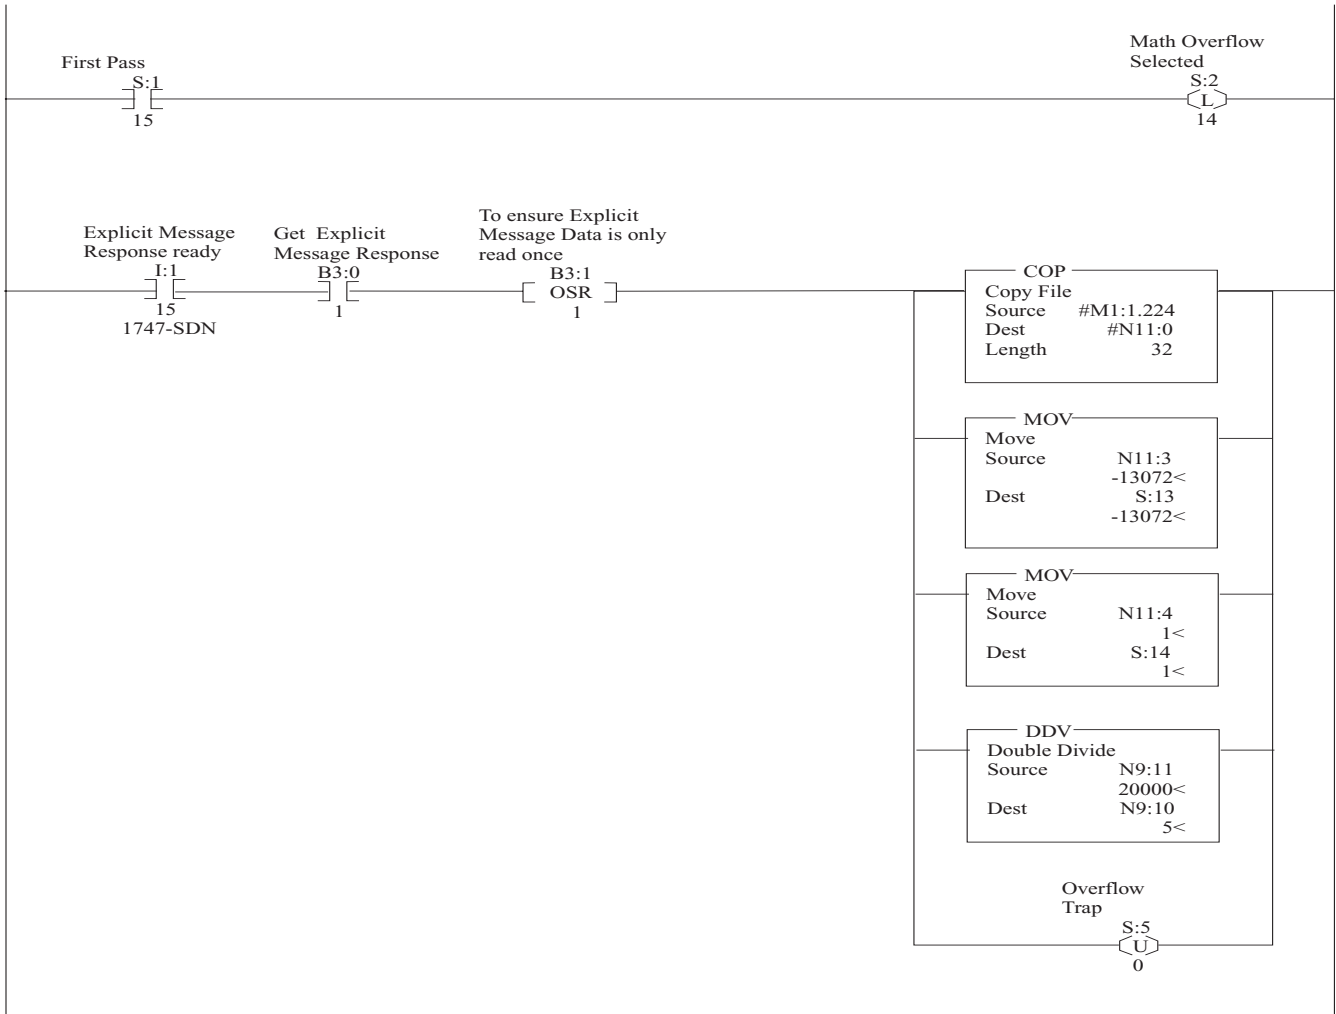 First Pass
S:1
15
Math Overflow
Selected
S:2
L
14
Explicit Message
Response ready
I:1
15
1747-SDN
Get Explicit
Message Response
B3:0
1
To ensure Explicit
Message Data is only
read once
B3:1
OSR
1
COP
Copy File
Source #M1:1.224
Dest #N11:0
Length 32
MOV
Move
Source N11:3
-13072<
Dest S:13
-13072<
MOV
Move
Source N11:4
1<
Dest S:14
1<
DDV
Double Divide
Source N9:11
20000<
Dest N9:10
5<
Overflow
Trap
S:5
U
0